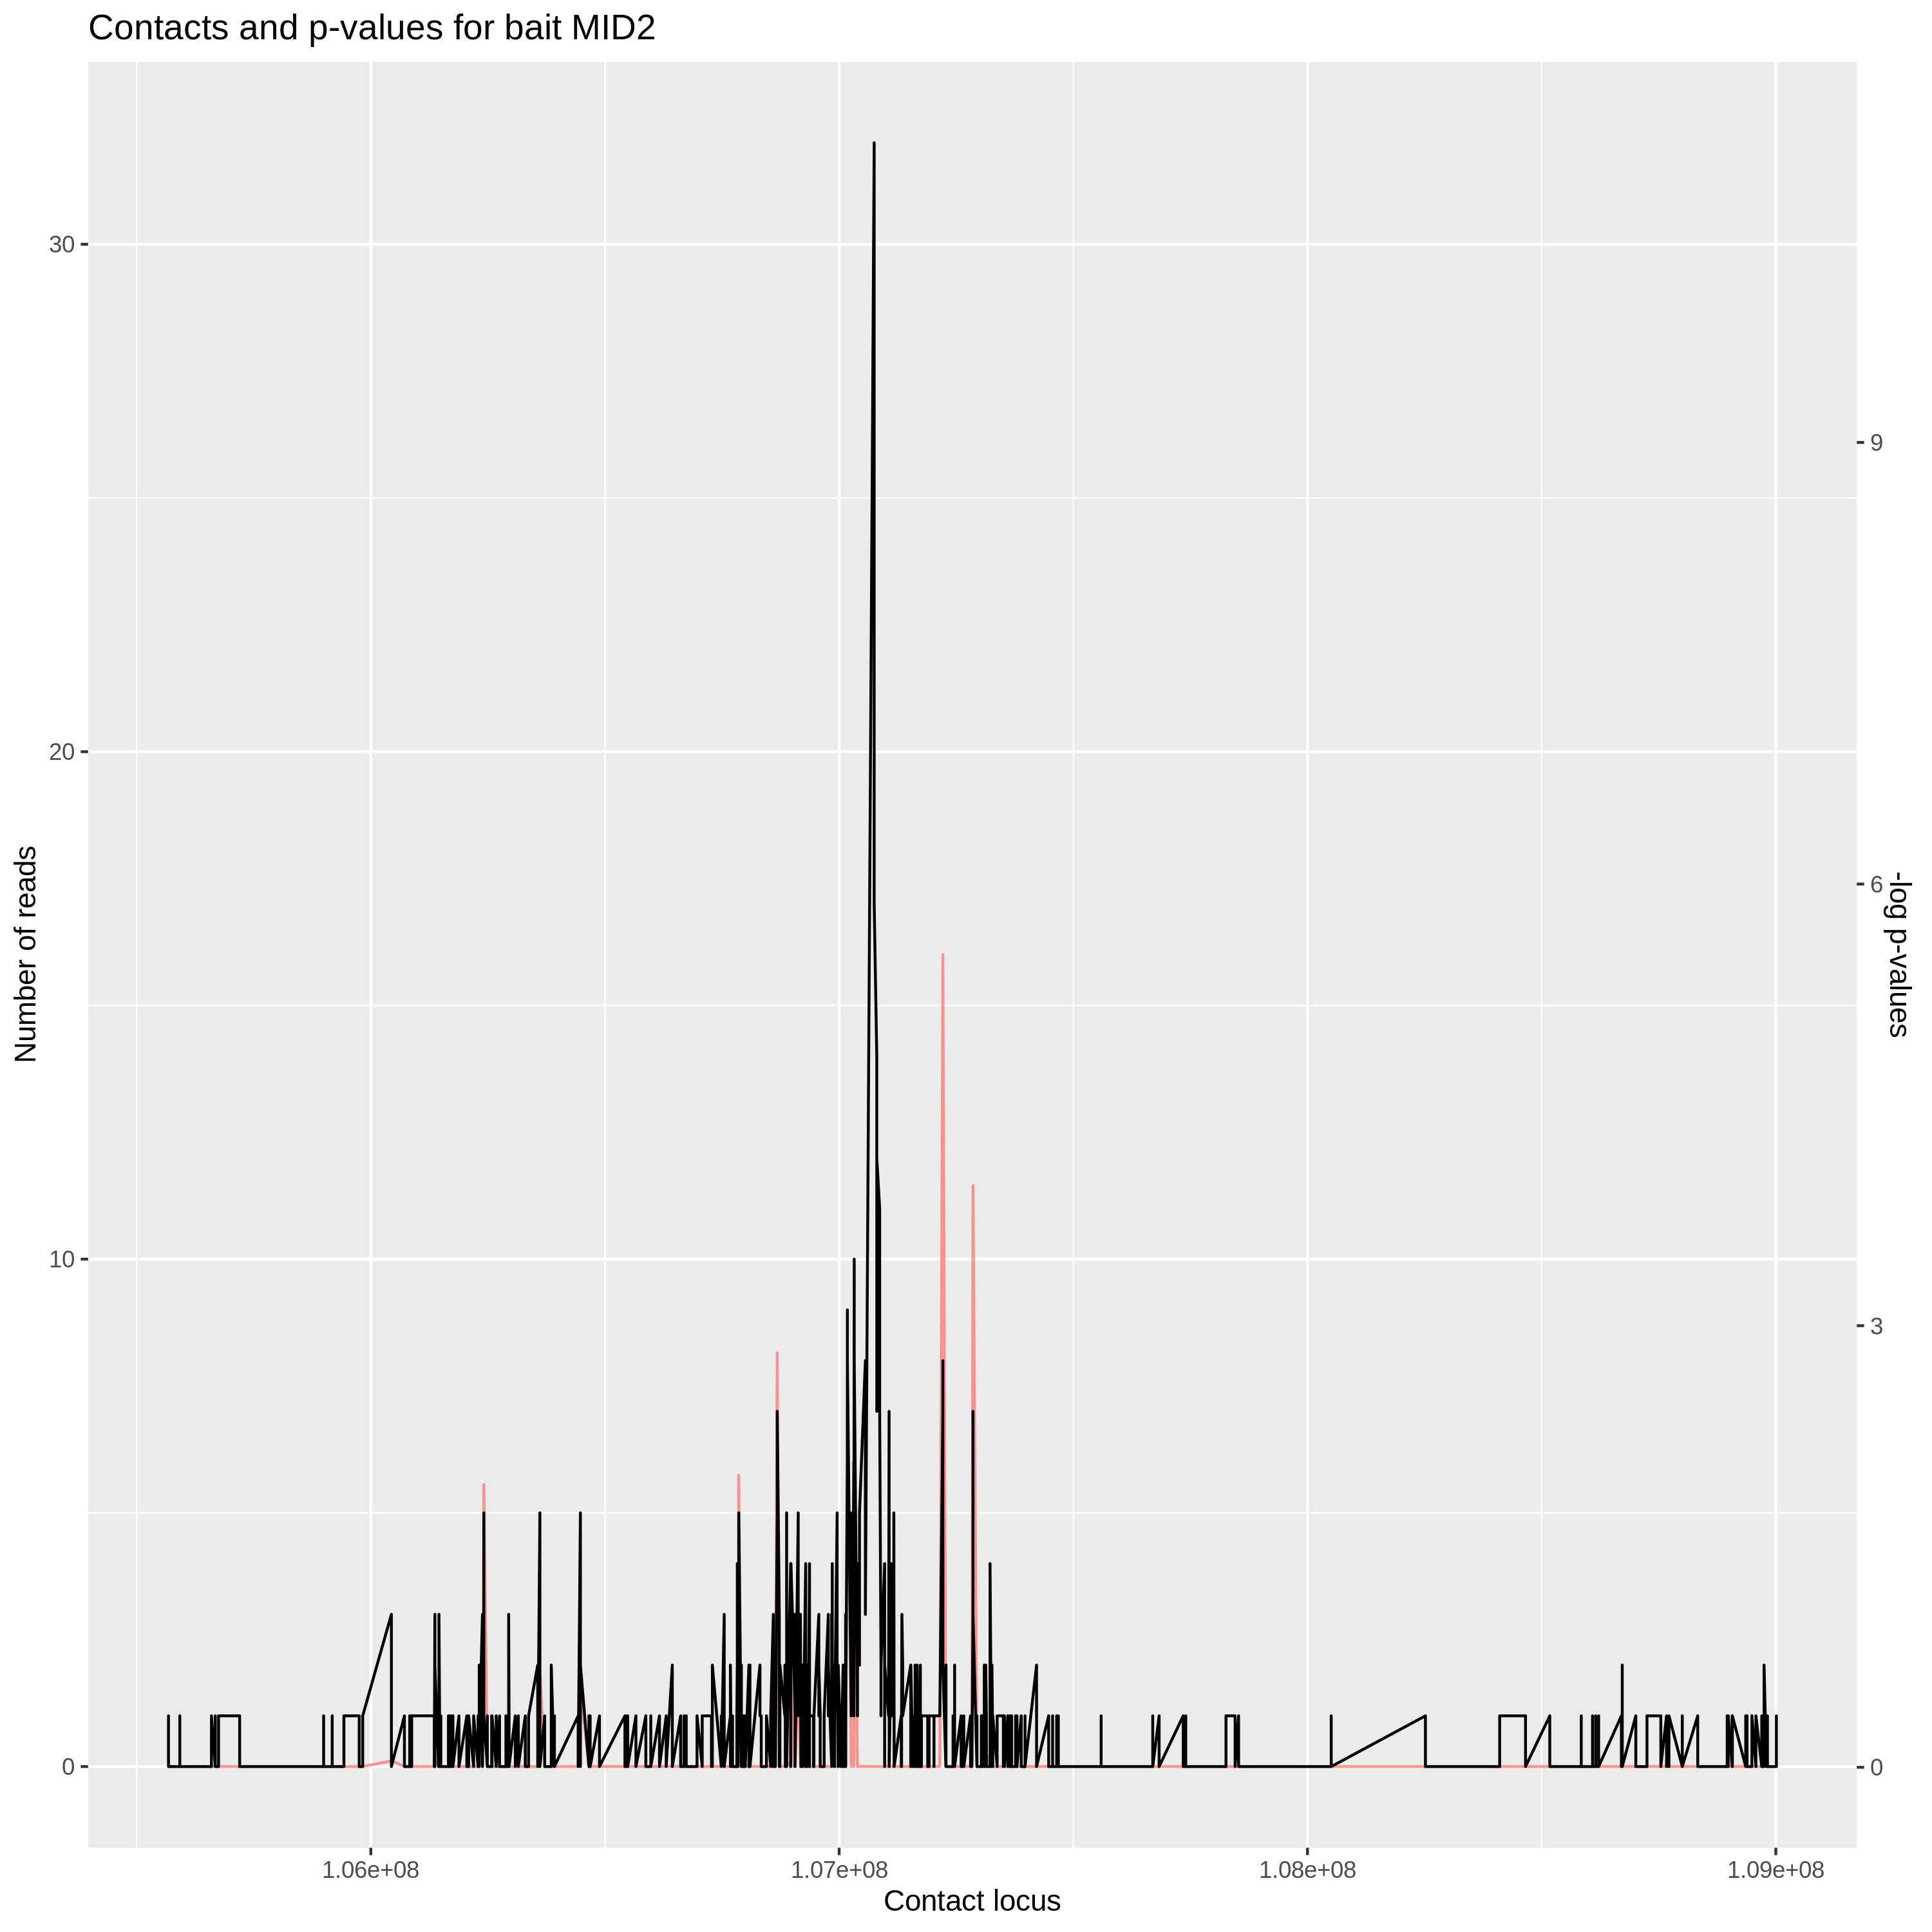 Contacts and p-values for bait MID2
30
20
10
0
Number of reads
9
6
3
0
-log p-values
1.06e+08
1.07e+08
1.08e+08
1.09e+08
Contact locus